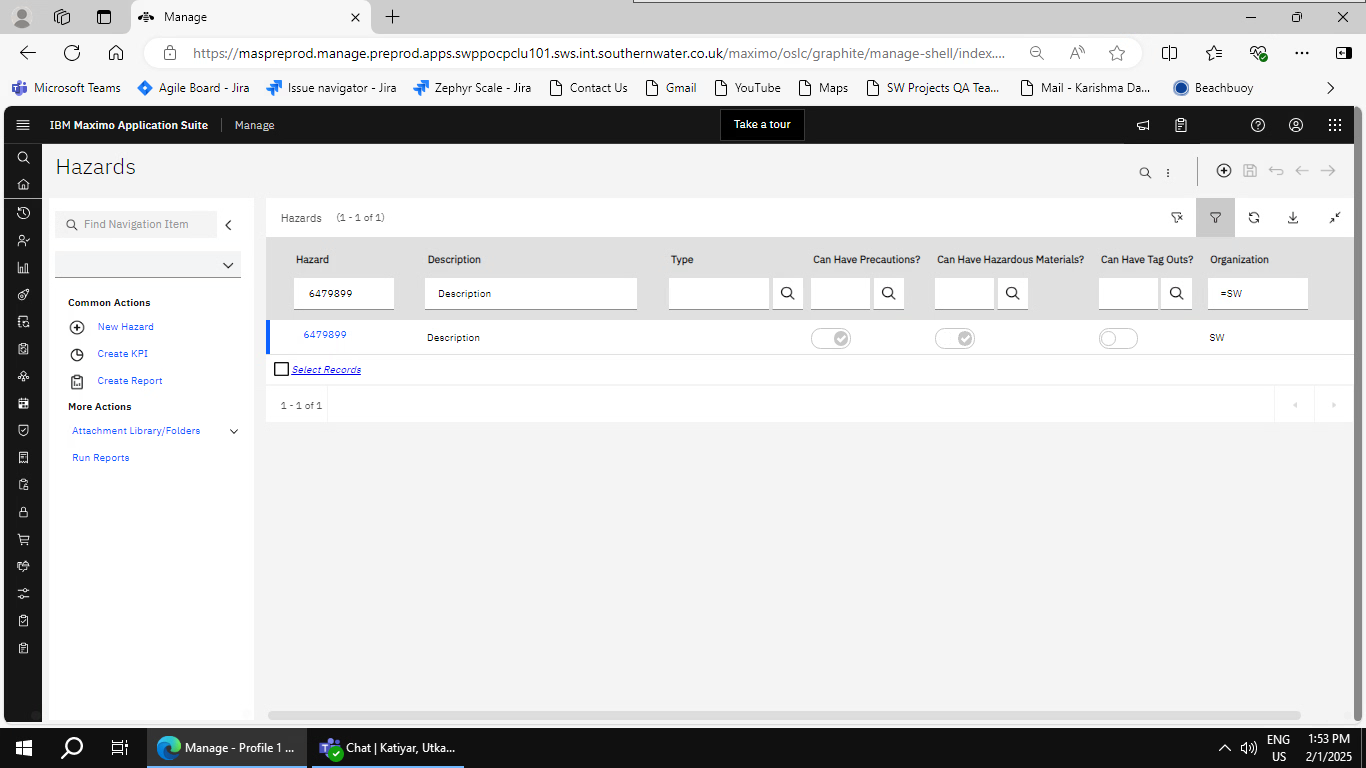 Manage
https://maspreprod.manage.preprod.apps.swppocpclu101.sws.int.southernwater.co.uk/maximo/oslc/graphite/manage-shell/index....
Microsoft Teams
Agile Board - Jira
Issue navigator - Jira
Zephyr Scale - Jira
Contact Us
Gmail
YouTube
Maps
SW Projects QA Tea...
Mail - Karishma Da...
Beachbuoy
IBM Maximo Application Suite
Manage
Take a tour
Hazards
Find Navigation Item
Common Actions
New Hazard
Create KPI
Create Report
More Actions
Attachment Library/Folders
Run Reports
Hazards (1 - 1 of 1)
Hazard Description Type Can Have Precautions? Can Have Hazardous Materials? Can Have Tag Outs? Organization
6479899 Description =SW
6479899 Description SW
Select Records
1 - 1 of 1
Manage - Profile 1 ...
Chat | Katiyar, Utka...
ENG
US
1:53 PM
2/1/2025